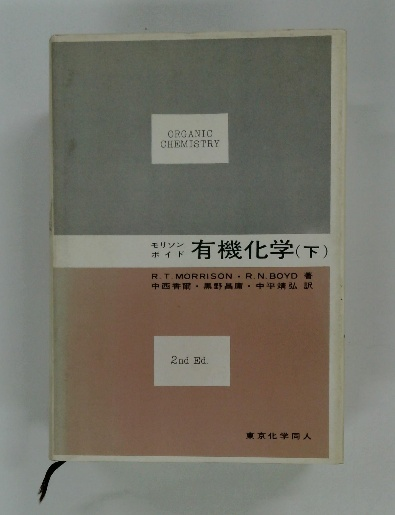 ORGANIC
CHEMISTRY
モリソン
ボイド
有機化学(下)
R.T.MORRISON・R.N.BOYD 著
中西香爾・黒野昌庸・中平靖弘 訳
2nd Ed.
東京化学同人